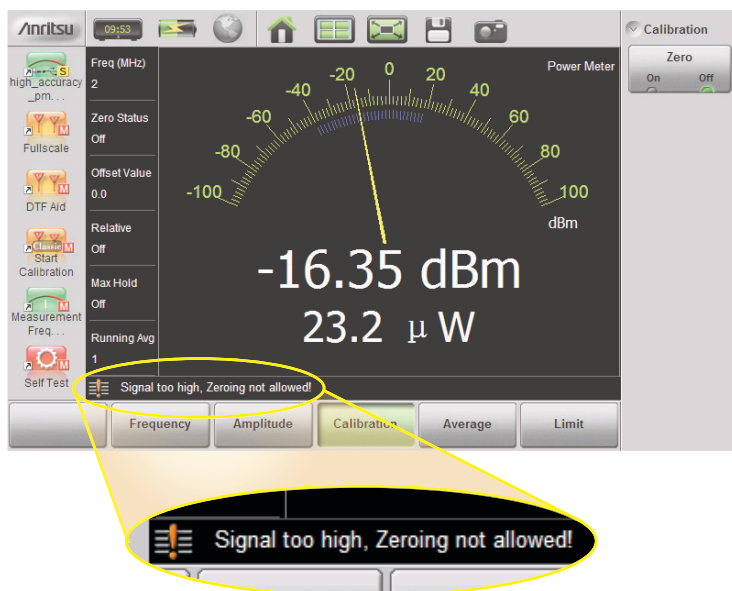 Anritsu
09:53
Calibration
Zero
On Off
high_accuracy
_pm. . .
Fullscale
DTF Aid
Classic
Start
Calibration
Measurement
Freq. . .
Self Test
S
M
M
M
M
M
Freq (MHz)
2
Zero Status
Off
Offset Value
0.0
Relative
Off
Max Hold
Off
Running Avg
1
Power Meter
-100
-80
-60
-40
-20
0
20
40
60
80
100
dBm
-16.35 dBm
23.2 μ W
Signal too high, Zeroing not allowed!
Frequency
Amplitude
Calibration
Average
Limit
Signal too high, Zeroing not allowed!